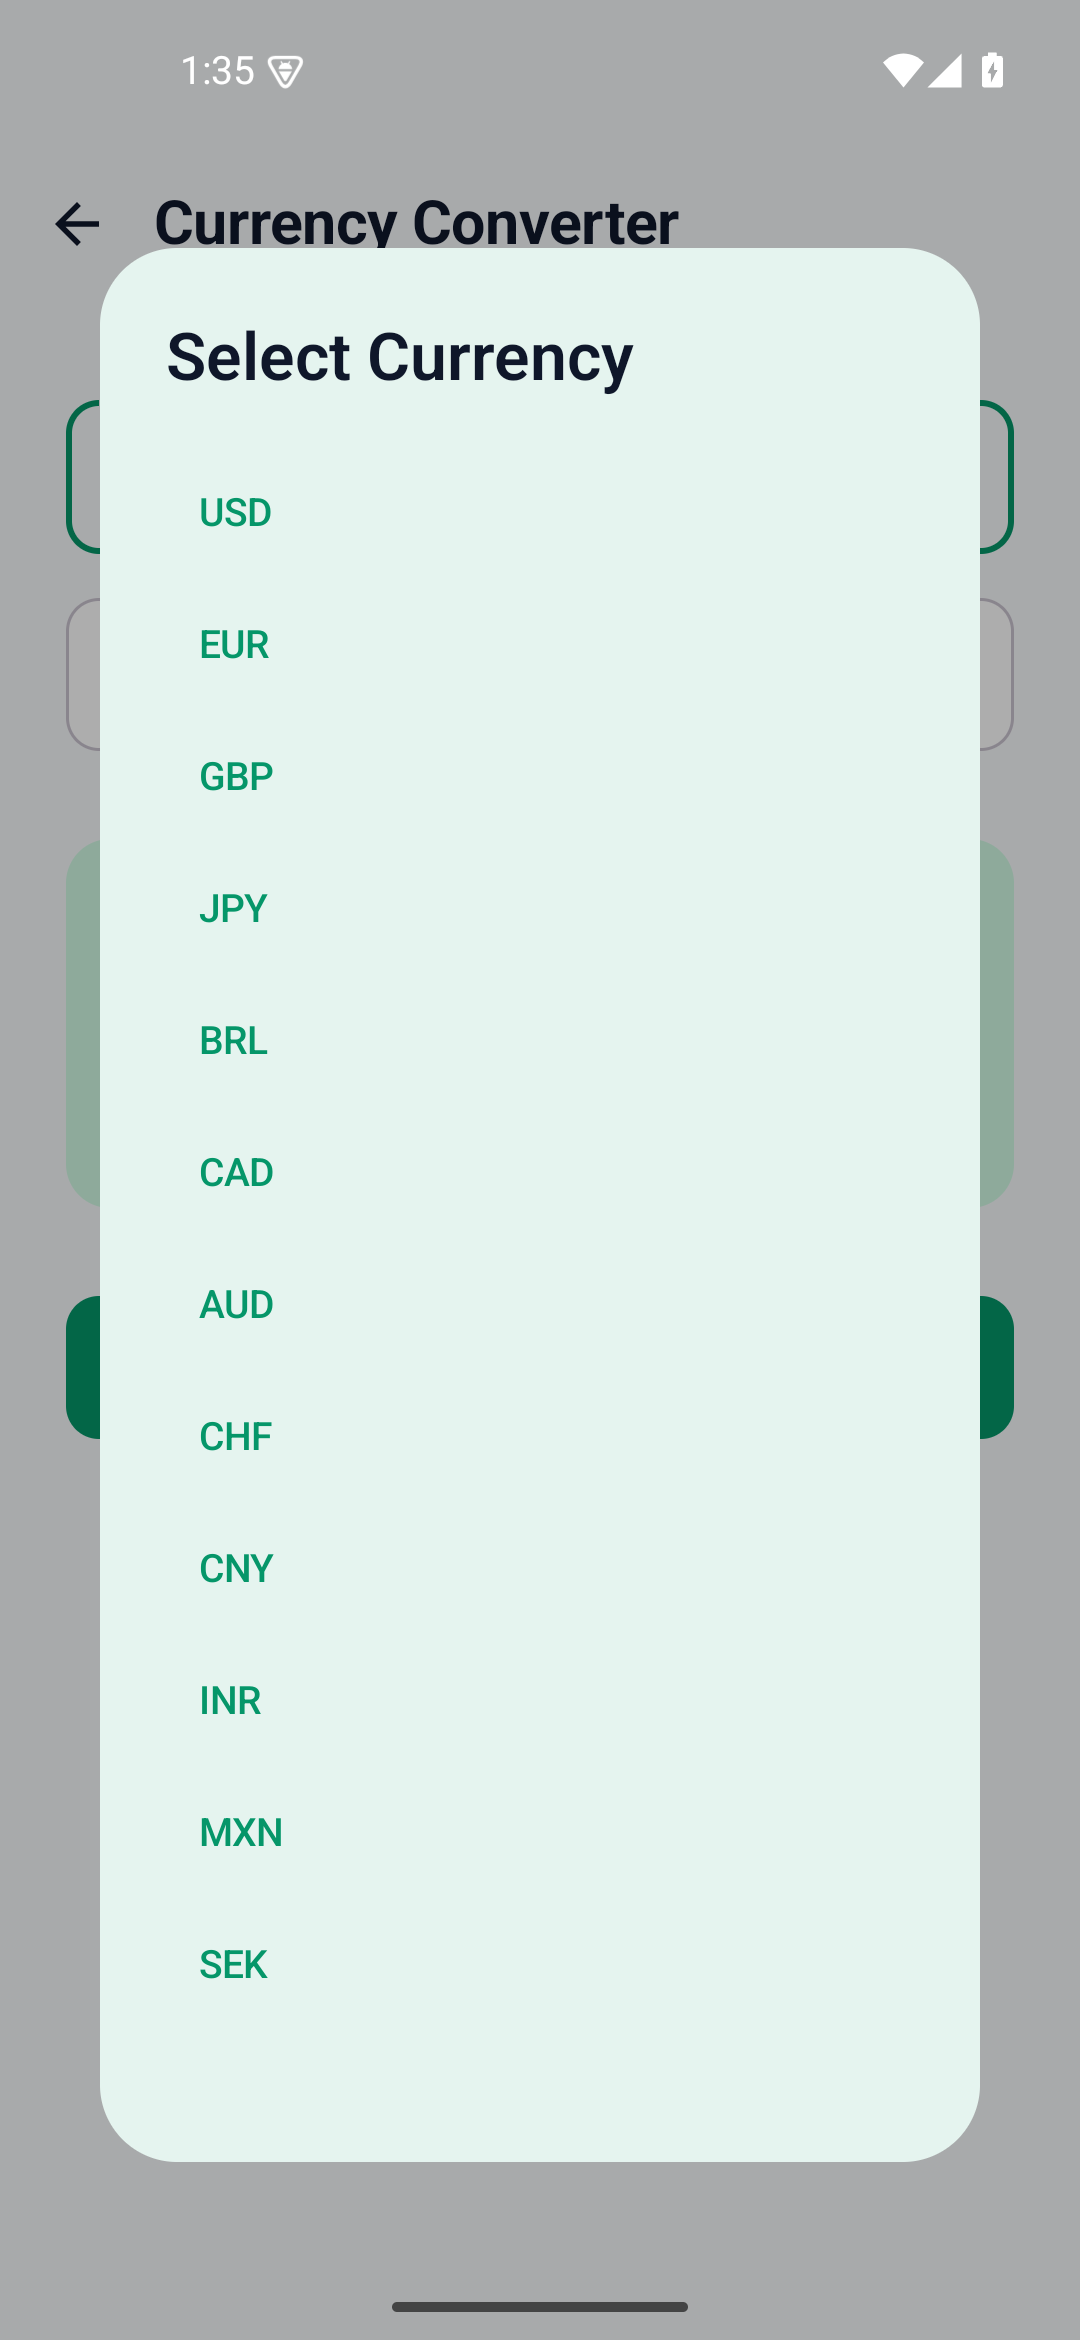 1:35
Currency Converter
Select Currency
USD
EUR
GBP
JPY
BRL
CAD
AUD
CHF
CNY
INR
MXN
SEK